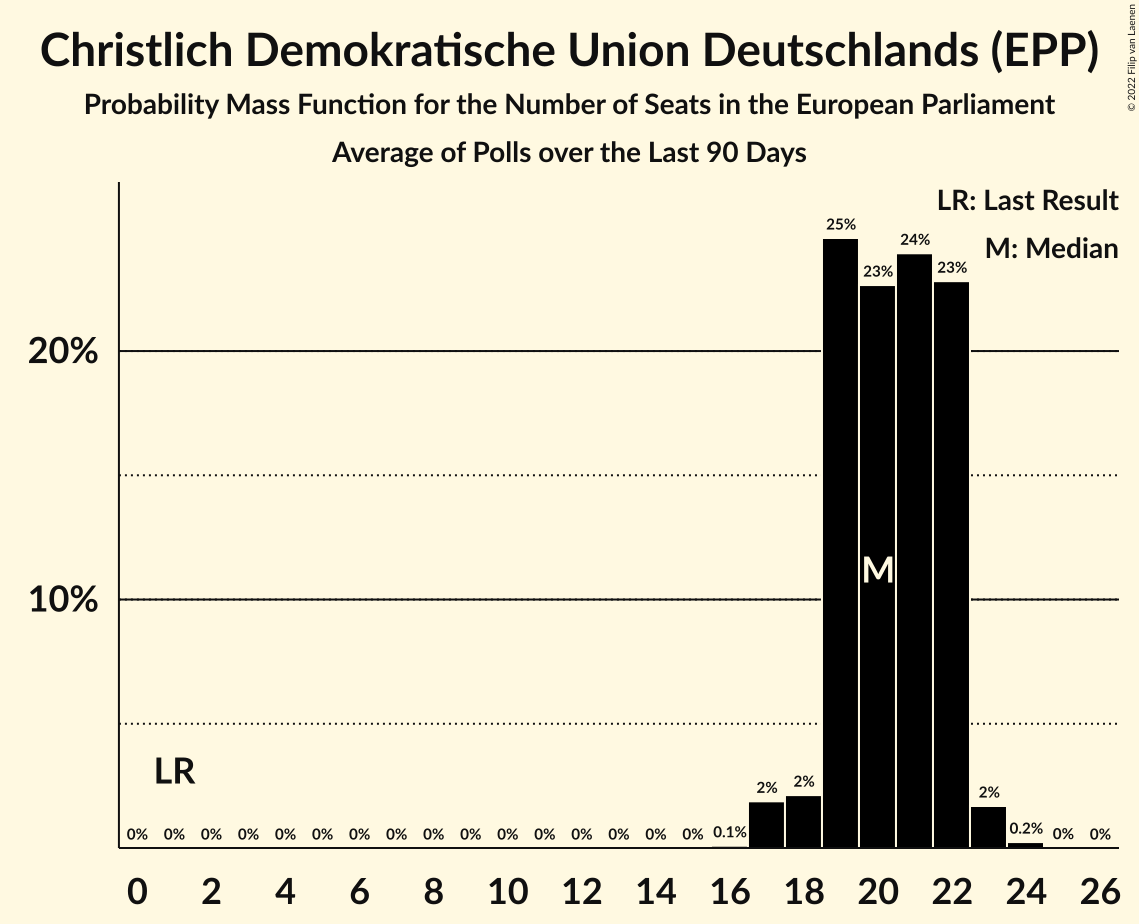 Christlich Demokratische Union Deutschlands (EPP)
Probability Mass Function for the Number of Seats in the European Parliament
Average of Polls over the Last 90 Days
© 2022 Filip van Laenen
LR: Last Result
M: Median
25%
23%
24%
23%
20%
M
10%
LR
0% 0% 0% 0% 0% 0% 0% 0% 0% 0% 0% 0% 0% 0% 0% 0% 0.1% 2% 2% 2% 0.2% 0% 0%
0 2 4 6 8 10 12 14 16 18 20 22 24 26